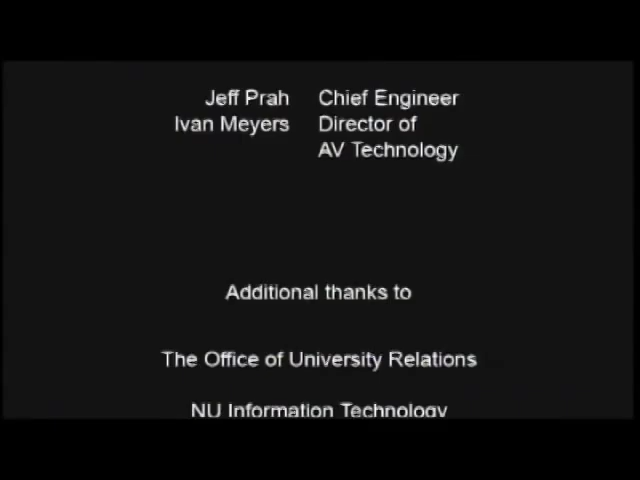 Jeff Prah Chief Engineer
Ivan Meyers Director of
AV Technology
Additional thanks to
The Office of University Relations
NU Information Technology